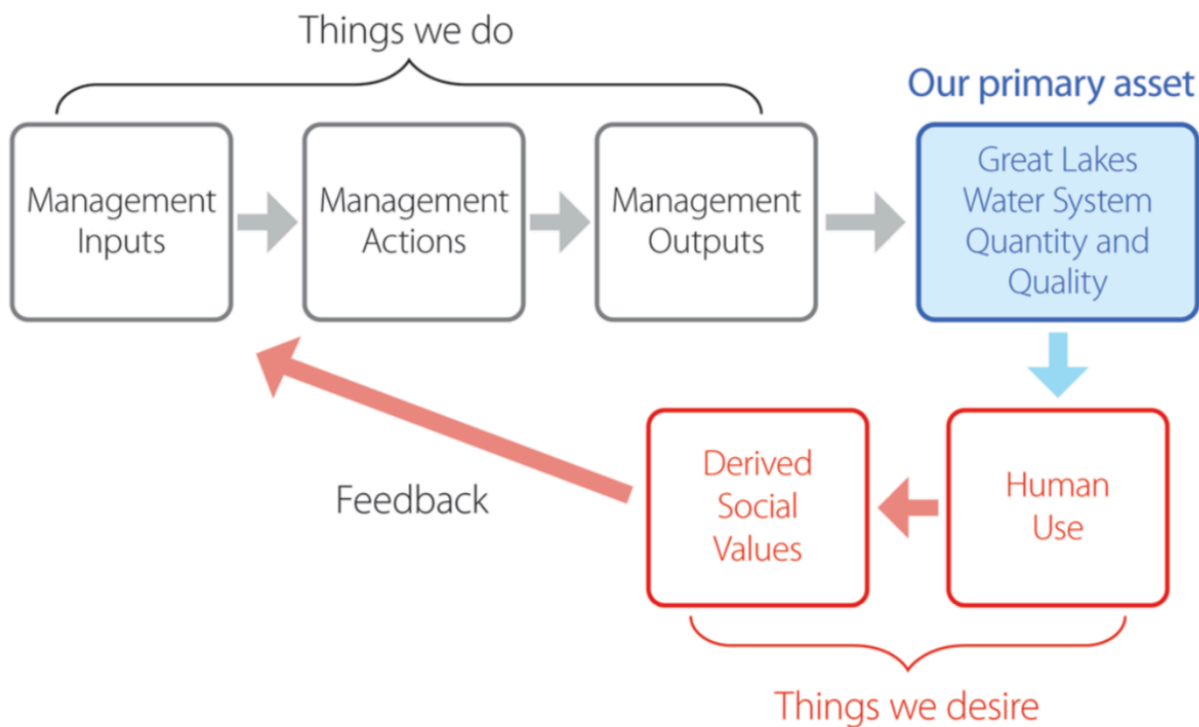 Things we do
Our primary asset
Management
Inputs
Management
Actions
Management
Outputs
Great Lakes
Water System
Quantity and
Quality
Derived
Social
Values
Human
Use
Feedback
Things we desire